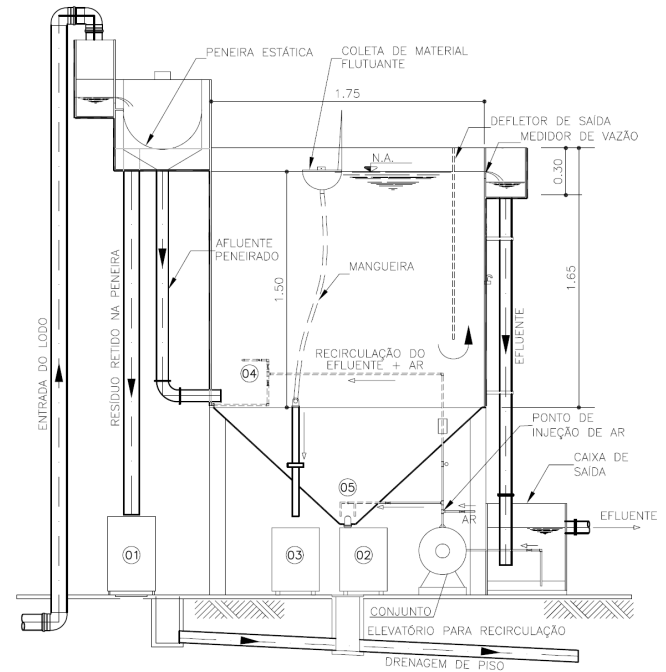 PENEIRA ESTÁTICA
COLETA DE MATERIAL
FLUTUANTE
1.75
DEFLETOR DE SAÍDA
MEDIDOR DE VAZÃO
N.A.
0.30
AFLUENTE
PENEIRADO
MANGUEIRA
1.50
1.65
ENTRADA DO LODO
RESÍDUO RETIDO NA PENEIRA
EFLUENTE
RECIRCULAÇÃO DO
EFLUENTE + AR
04
PONTO DE
INJEÇÃO DE AR
CAIXA DE
SAÍDA
05
AR
EFLUENTE
01
03
02
CONJUNTO
ELEVATÓRIO PARA RECIRCULAÇÃO
DRENAGEM DE PISO